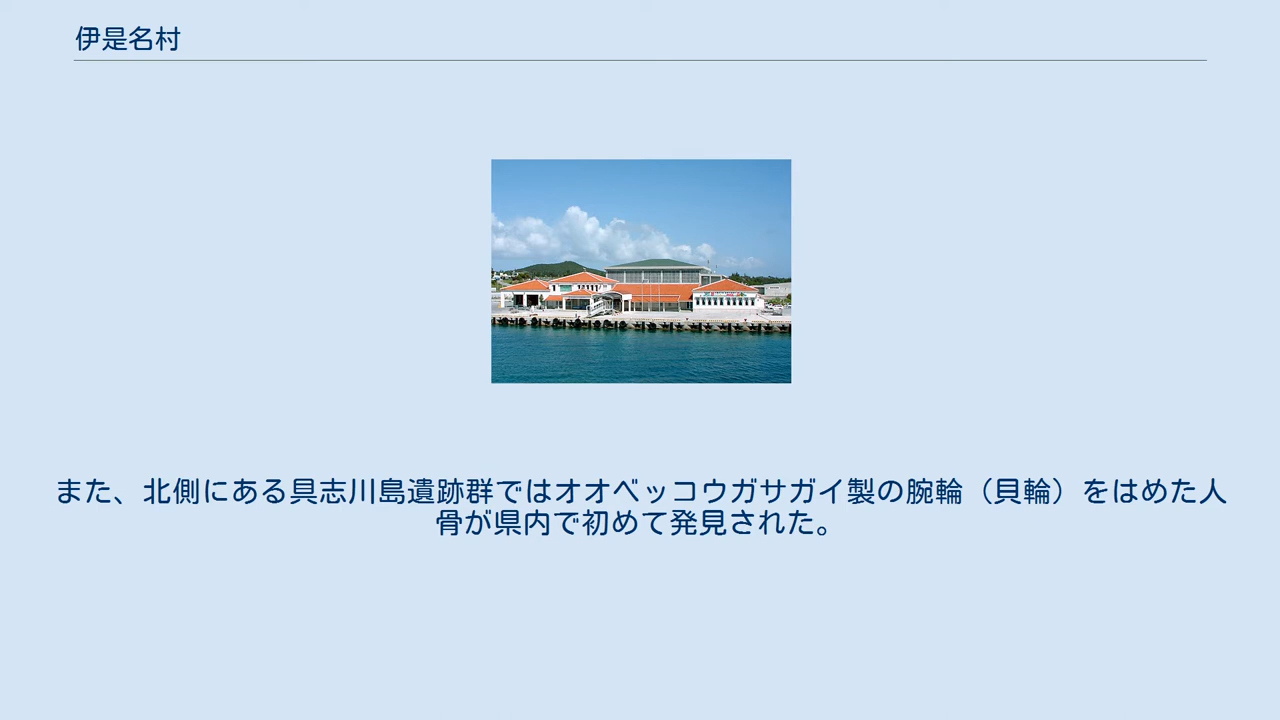 伊是名村
また、北側にある具志川島遺跡群ではオオベッコウガサガイ製の腕輪（貝輪）をはめた人
骨が県内で初めて発見された。